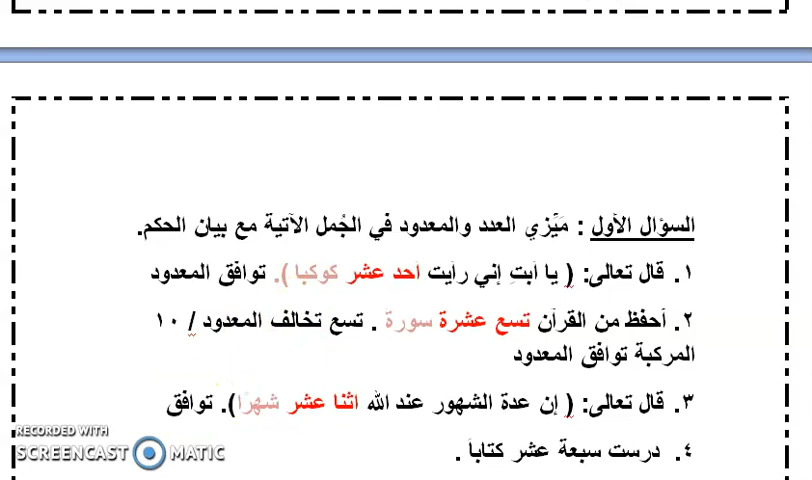 السؤال الأول : مَيِّزي العدد والمعدود في الجُمل الآتية مع بيان الحكم.
١. قال تعالى: ( يا أبتِ إني رأيت أحد عشر كوكبا ). توافق المعدود
٢. أحفظ من القرآن تسع عشرة سورة . تسع تخالف المعدود / ١٠
المركبة توافق المعدود
٣. قال تعالى: ( إن عدة الشهور عند الله اثنا عشر شهرًا). توافق
٤. درست سبعة عشر كتاباً .
RECORDED WITH
SCREENCAST MATIC